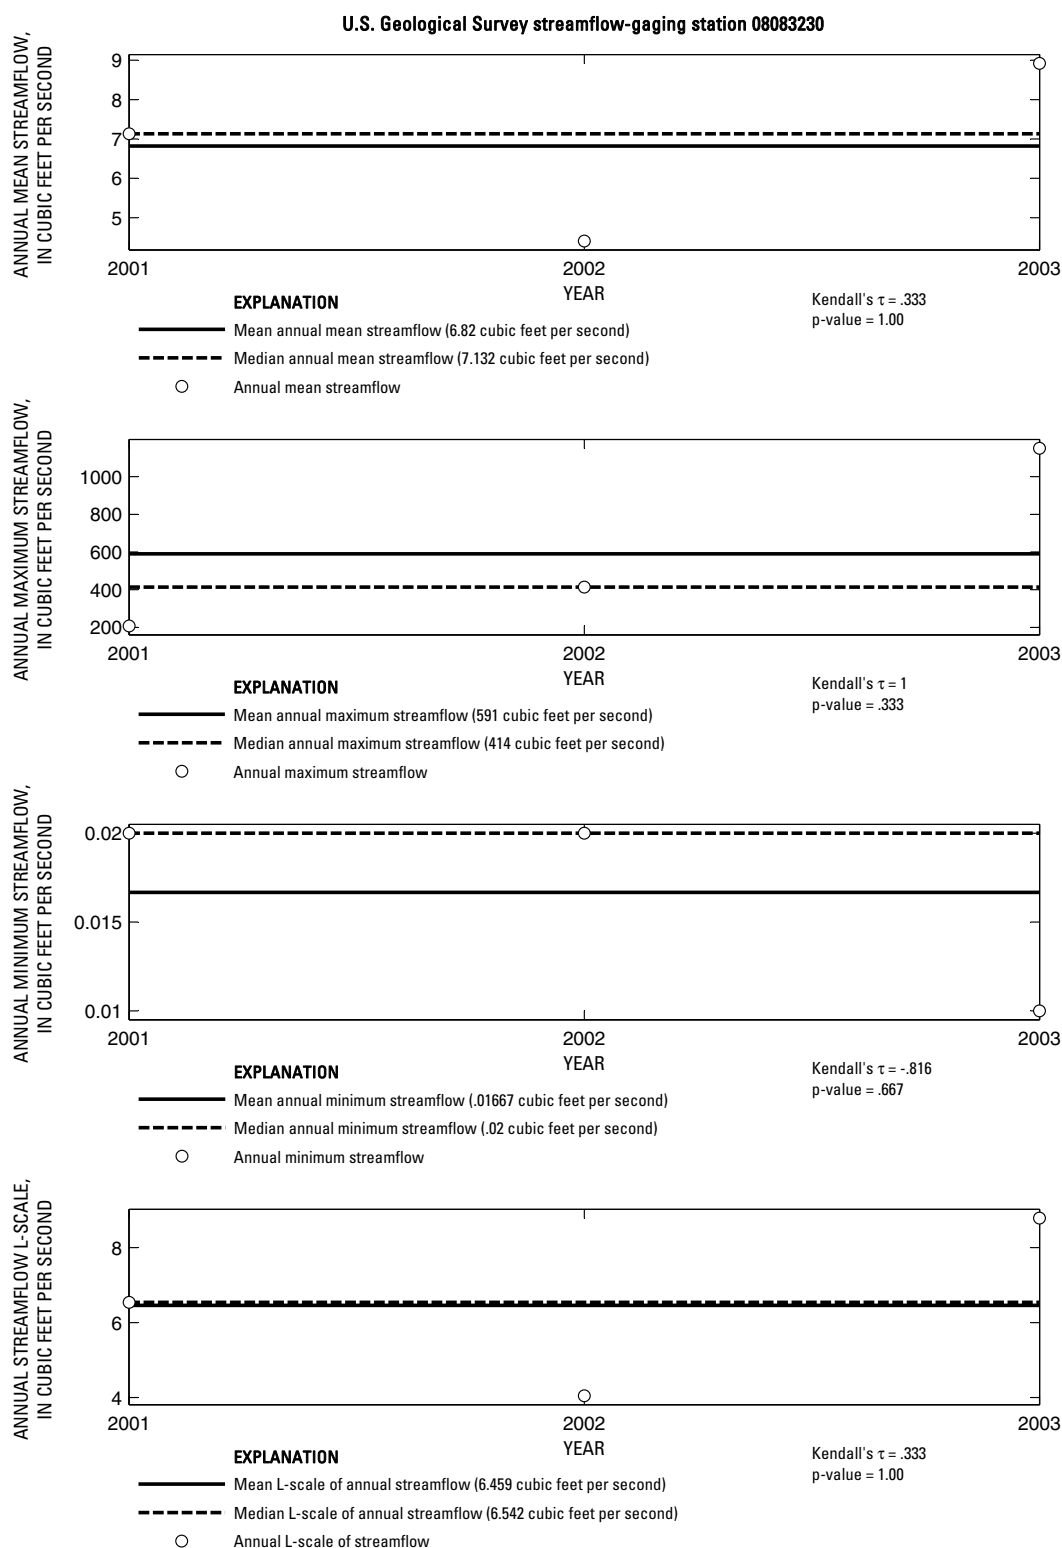 U.S. Geological Survey streamflow-gaging station 08083230
ANNUAL MEAN STREAMFLOW,
IN CUBIC FEET PER SECOND
9
8
7
6
5
2001 2002 2003
YEAR
EXPLANATION
Mean annual mean streamflow (6.82 cubic feet per second)
Median annual mean streamflow (7.132 cubic feet per second)
Annual mean streamflow
Kendall's τ = .333
p-value = 1.00
ANNUAL MAXIMUM STREAMFLOW,
IN CUBIC FEET PER SECOND
1000
800
600
400
200
2001 2002 2003
YEAR
EXPLANATION
Mean annual maximum streamflow (591 cubic feet per second)
Median annual maximum streamflow (414 cubic feet per second)
Annual maximum streamflow
Kendall's τ = 1
p-value = .333
ANNUAL MINIMUM STREAMFLOW,
IN CUBIC FEET PER SECOND
0.02
0.015
0.01
2001 2002 2003
YEAR
EXPLANATION
Mean annual minimum streamflow (.01667 cubic feet per second)
Median annual minimum streamflow (.02 cubic feet per second)
Annual minimum streamflow
Kendall's τ = -.816
p-value = .667
ANNUAL STREAMFLOW L-SCALE,
IN CUBIC FEET PER SECOND
8
6
4
2001 2002 2003
YEAR
EXPLANATION
Mean L-scale of annual streamflow (6.459 cubic feet per second)
Median L-scale of annual streamflow (6.542 cubic feet per second)
Annual L-scale of streamflow
Kendall's τ = .333
p-value = 1.00